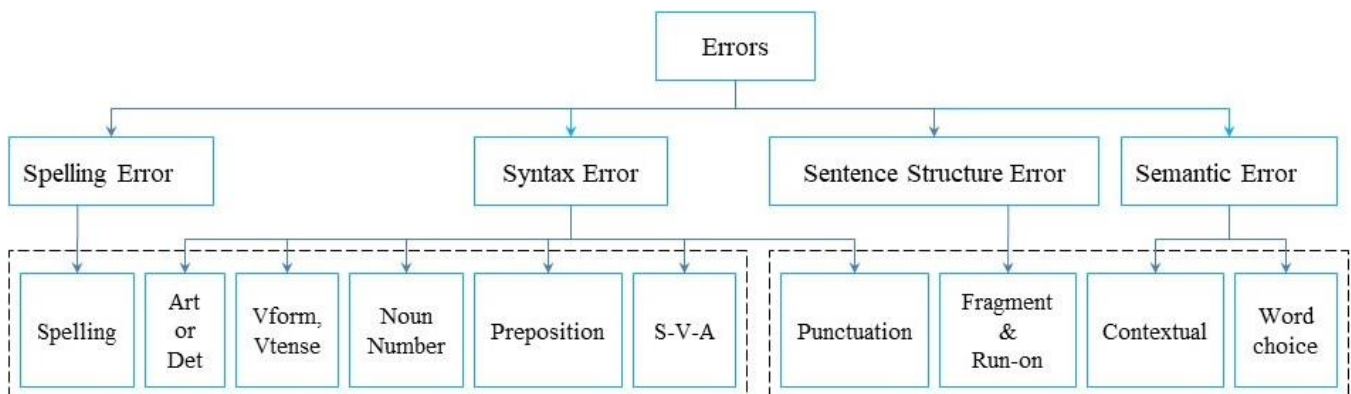 Errors
Spelling Error
Syntax Error
Sentence Structure Error
Semantic Error
Spelling
Art
or
Det
Vform,
Vtense
Noun
Number
Preposition
S-V-A
Punctuation
Fragment
&
Run-on
Contextual
Word
choice